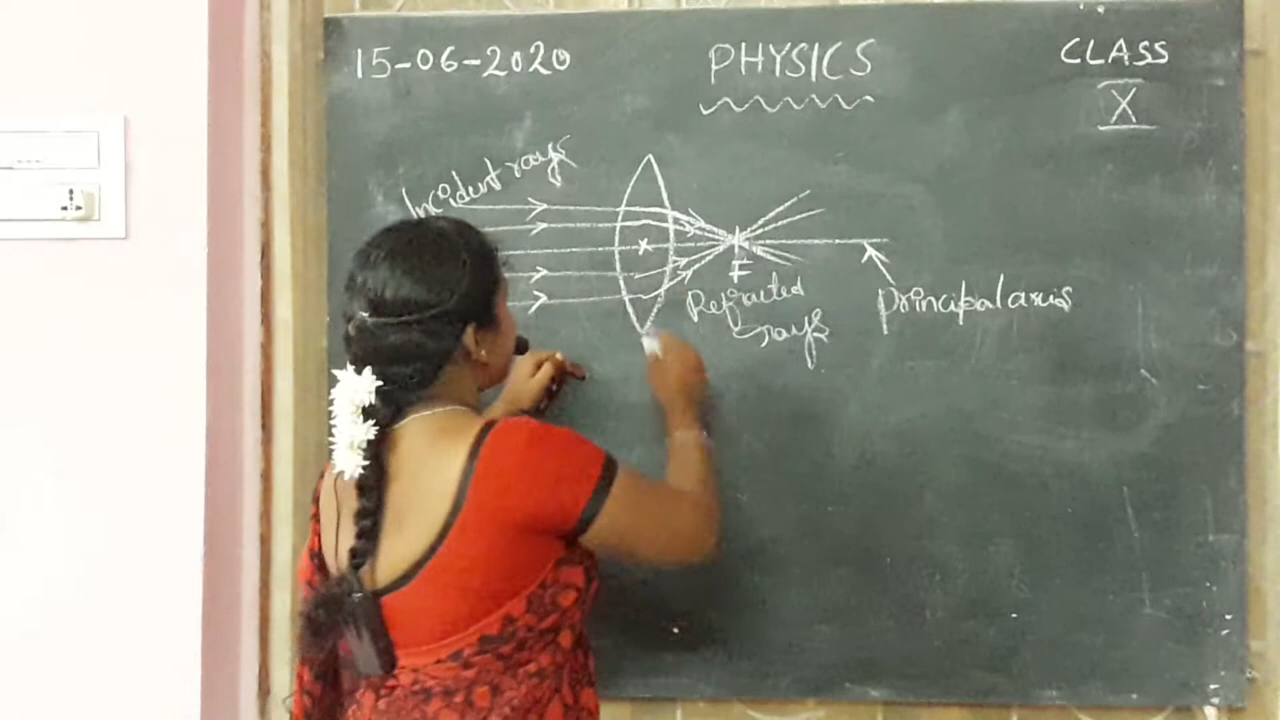 15-06-2020
PHYSICS
CLASS
X
Incident rays
F
Refracted
rays
principal axis